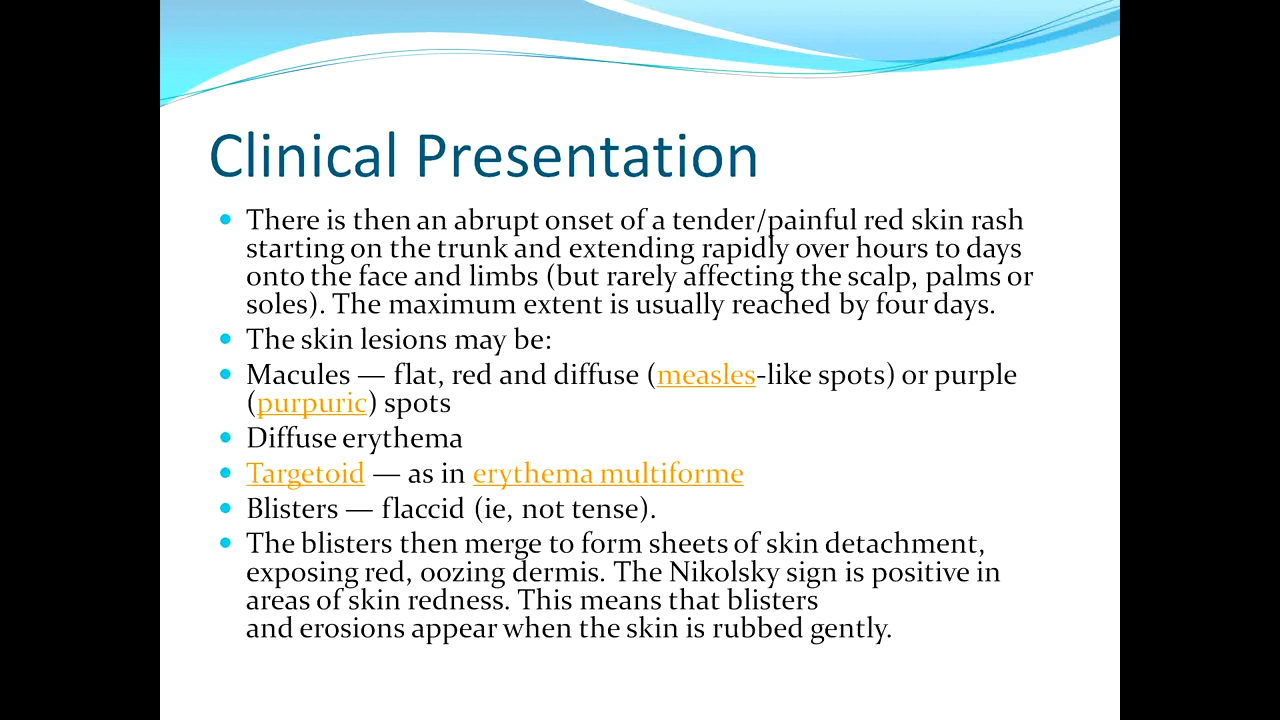 Clinical Presentation
• There is then an abrupt onset of a tender/painful red skin rash
starting on the trunk and extending rapidly over hours to days
onto the face and limbs (but rarely affecting the scalp, palms or
soles). The maximum extent is usually reached by four days.
• The skin lesions may be:
• Macules — flat, red and diffuse (measles-like spots) or purple
(purpuric) spots
• Diffuse erythema
• Targetoid — as in erythema multiforme
• Blisters — flaccid (ie, not tense).
• The blisters then merge to form sheets of skin detachment,
exposing red, oozing dermis. The Nikolsky sign is positive in
areas of skin redness. This means that blisters
and erosions appear when the skin is rubbed gently.